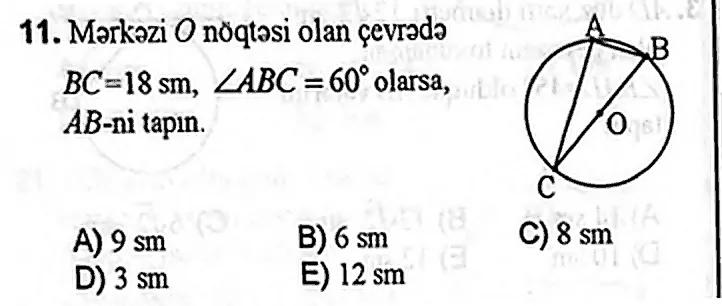 11. Mərkəzi O nöqtəsi olan çevrədə
BC=18 sm, ∠ABC=60° olarsa,
AB-ni tapın.
A
B
O
C
A) 9 sm B) 6 sm C) 8 sm
D) 3 sm E) 12 sm